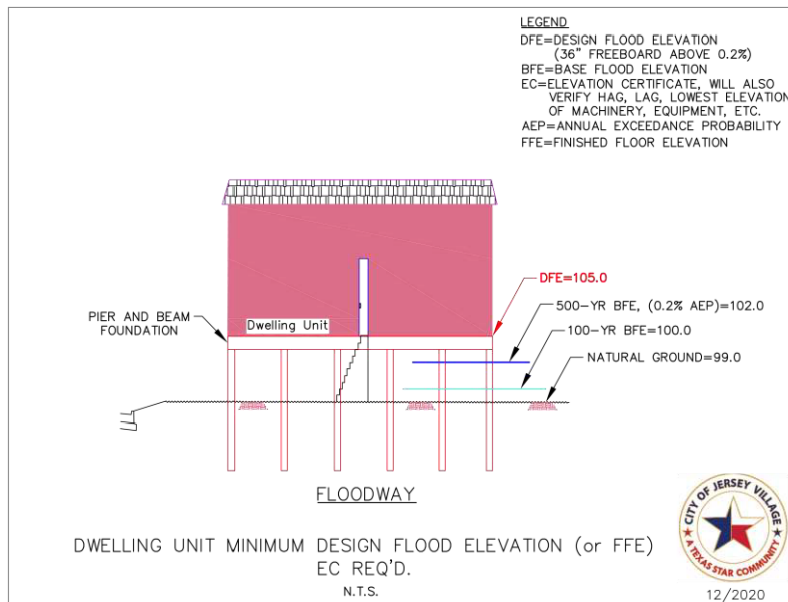 LEGEND
DFE=DESIGN FLOOD ELEVATION
(36" FREEBOARD ABOVE 0.2%)
BFE=BASE FLOOD ELEVATION
EC=ELEVATION CERTIFICATE, WILL ALSO
VERIFY HAG, LAG, LOWEST ELEVATION
OF MACHINERY, EQUIPMENT, ETC.
AEP=ANNUAL EXCEEDANCE PROBABILITY
FFE=FINISHED FLOOR ELEVATION
DFE=105.0
500-YR BFE, (0.2% AEP)=102.0
PIER AND BEAM
FOUNDATION
Dwelling Unit
100-YR BFE=100.0
NATURAL GROUND=99.0
FLOODWAY
DWELLING UNIT MINIMUM DESIGN FLOOD ELEVATION (or FFE)
EC REQ'D.
N.T.S.
CITY OF JERSEY VILLAGE
A TEXAS STAR COMMUNITY
12/2020